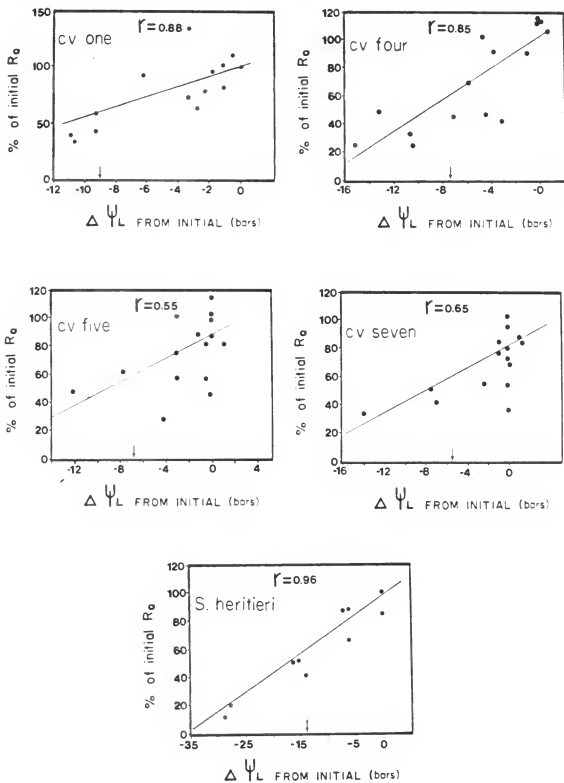 cv one
r=0.88
% of initial Ra
150
100
50
0
-12 -10 -8 -6 -4 -2 0
Δ ΨL FROM INITIAL (bars)
cv four
r=0.85
% of initial Ra
120
100
80
60
40
20
0
-16 -12 -8 -4 -0
Δ ΨL FROM INITIAL (bars)
cv five
r=0.55
% of initial Ra
120
100
80
60
40
20
0
-12 -8 -4 0 4
Δ ΨL FROM INITIAL (bars)
cv seven
r=0.65
% of initial Ra
120
100
80
60
40
20
0
-16 -12 -8 -4 0
Δ ΨL FROM INITIAL (bars)
S. heritieri
r=0.96
% of initial Ra
120
100
80
60
40
20
0
-35 -25 -15 -5 0
Δ ΨL FROM INITIAL (bars)